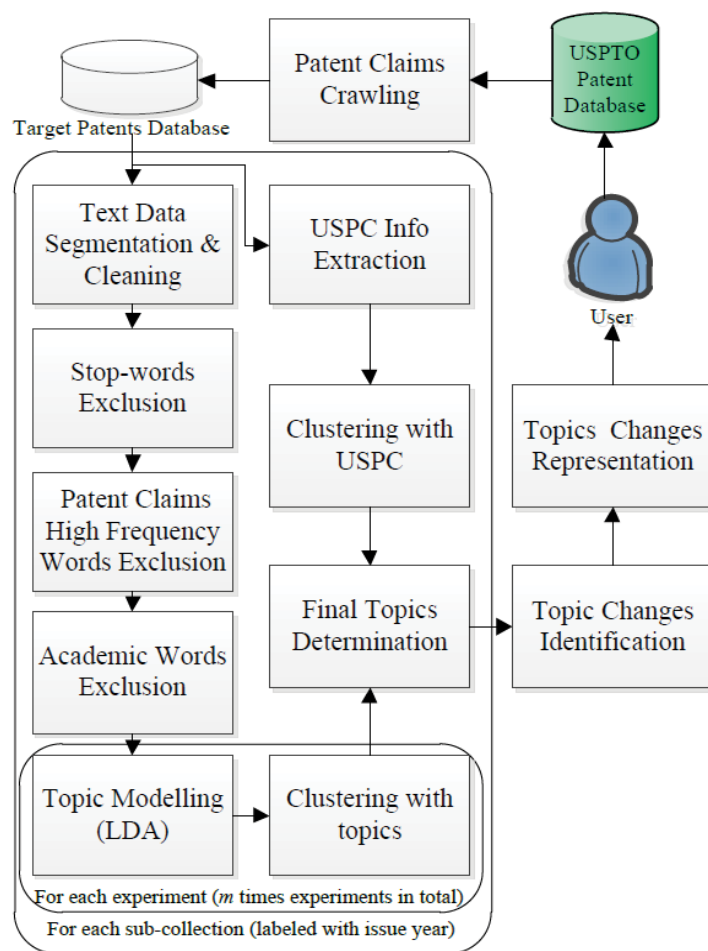 USPTO
Patent
Database
Patent Claims
Crawling
Target Patents Database
Text Data
Segmentation &
Cleaning
USPC Info
Extraction
User
Stop-words
Exclusion
Clustering with
USPC
Topics Changes
Representation
Patent Claims
High Frequency
Words Exclusion
Final Topics
Determination
Topic Changes
Identification
Academic Words
Exclusion
Topic Modelling
(LDA)
Clustering with
topics
For each experiment (m times experiments in total)
For each sub-collection (labeled with issue year)